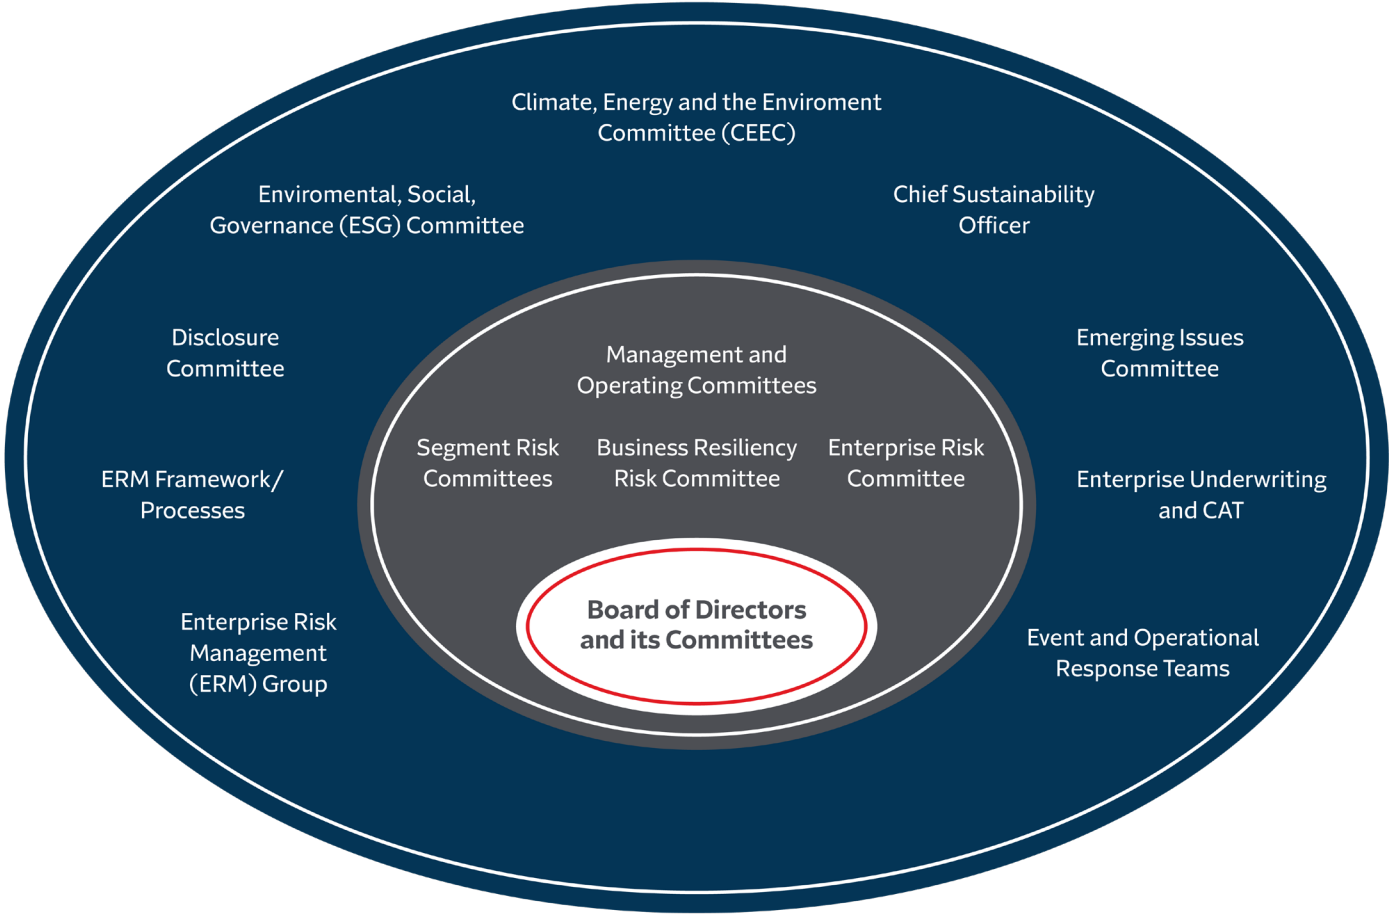 Climate, Energy and the Enviroment
Committee (CEEC)
Enviromental, Social,
Governance (ESG) Committee
Chief Sustainability
Officer
Disclosure
Committee
Emerging Issues
Committee
Management and
Operating Committees
Segment Risk
Committees
Business Resiliency
Risk Committee
Enterprise Risk
Committee
ERM Framework/
Processes
Enterprise Underwriting
and CAT
Board of Directors
and its Committees
Enterprise Risk
Management
(ERM) Group
Event and Operational
Response Teams